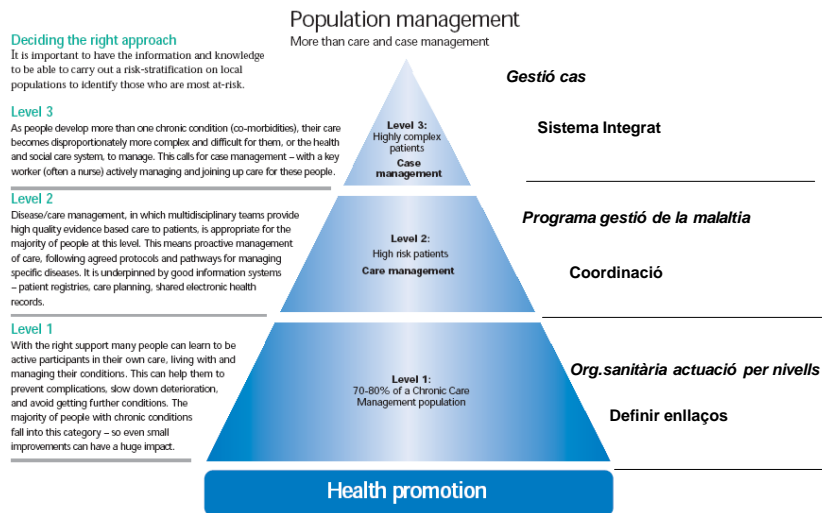 Population management
More than care and case management
Deciding the right approach
It is important to have the information and knowledge
to be able to carry out a risk-stratification on local
populations to identify those who are most at-risk.
Level 3
As people develop more than one chronic condition (co-morbidities), their care
becomes disproportionately more complex and difficult for them, or the health
and social care system, to manage. This calls for case management – with a key
worker (often a nurse) actively managing and joining up care for these people.
Level 2
Disease/care management, in which multidisciplinary teams provide
high quality evidence based care to patients, is appropriate for the
majority of people at this level. This means proactive management
of care, following agreed protocols and pathways for managing
specific diseases. It is underpinned by good information systems
– patient registries, care planning, shared electronic health
records.
Level 1
With the right support many people can learn to be
active participants in their own care, living with and
managing their conditions. This can help them to
prevent complications, slow down deterioration,
and avoid getting further conditions. The
majority of people with chronic conditions
fall into this category – so even small
improvements can have a huge impact.
Level 3:
Highly complex
patients
Case
management
Level 2:
High risk patients
Care management
Level 1:
70-80% of a Chronic Care
Management population
Health promotion
Gestió cas
Sistema Integrat
Programa gestió de la malaltia
Coordinació
Org.sanitària actuació per nivells
Definir enllaços